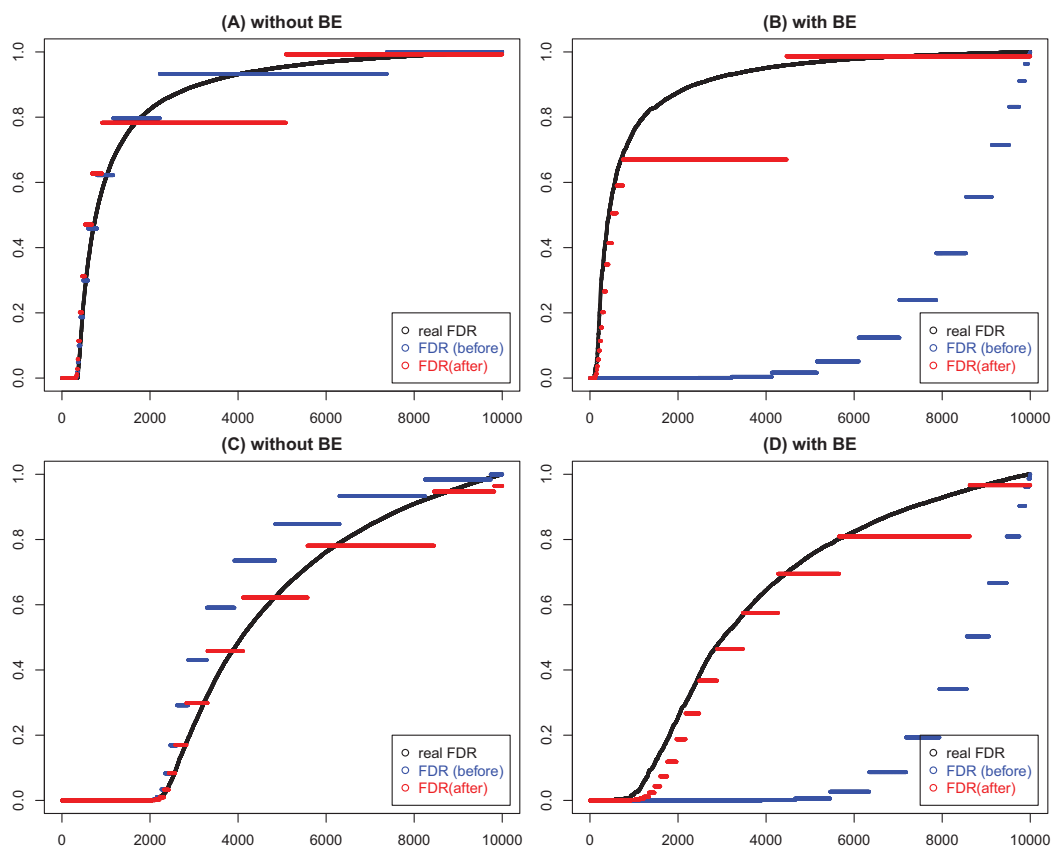 (A) without BE
1.0
0.8
0.6
0.4
0.2
0.0
real FDR
FDR (before)
FDR(after)
0 2000 4000 6000 8000 10000
(B) with BE
1.0
0.8
0.6
0.4
0.2
0.0
real FDR
FDR (before)
FDR(after)
0 2000 4000 6000 8000 10000
(C) without BE
1.0
0.8
0.6
0.4
0.2
0.0
real FDR
FDR (before)
FDR(after)
0 2000 4000 6000 8000 10000
(D) with BE
1.0
0.8
0.6
0.4
0.2
0.0
real FDR
FDR (before)
FDR(after)
0 2000 4000 6000 8000 10000